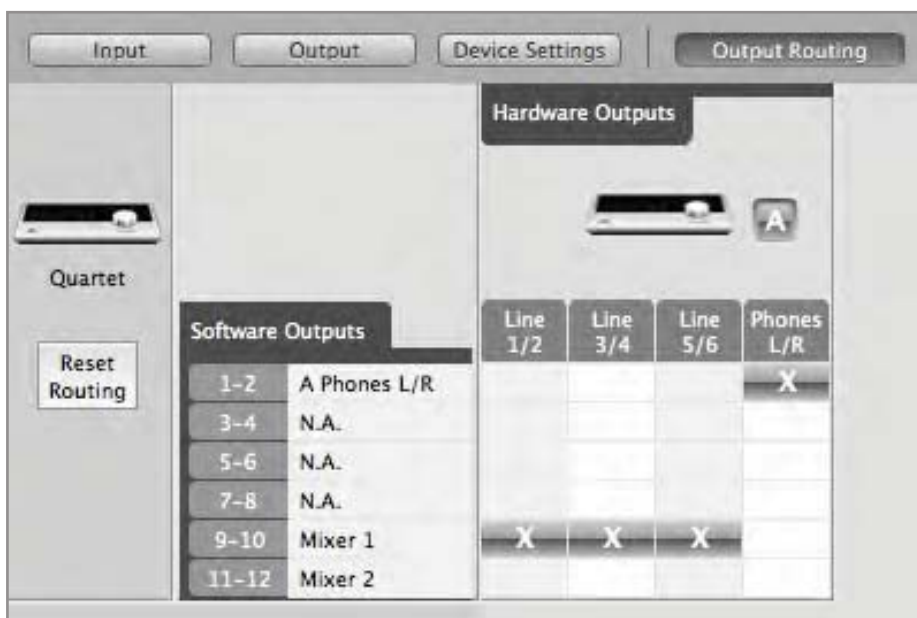 Input Output Device Settings Output Routing
Hardware Outputs
A
Quartet
Reset
Routing
Software Outputs
Line
1/2
Line
3/4
Line
5/6
Phones
L/R
1-2 A Phones L/R X
3-4 N.A.
5-6 N.A.
7-8 N.A.
9-10 Mixer 1 X X X
11-12 Mixer 2